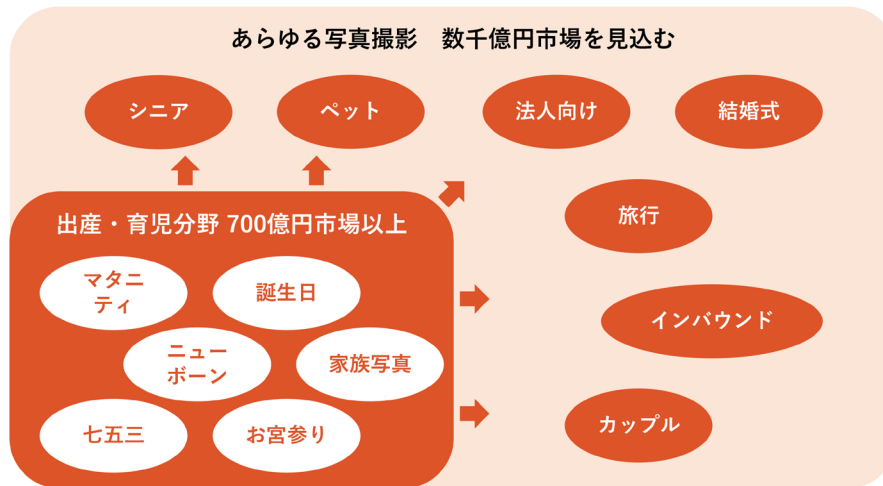 あらゆる写真撮影　数千億円市場を見込む
シニア
ペット
法人向け
結婚式
旅行
インバウンド
カップル
出産・育児分野 700億円市場以上
マタニ
ティ
誕生日
ニュー
ボーン
家族写真
七五三
お宮参り